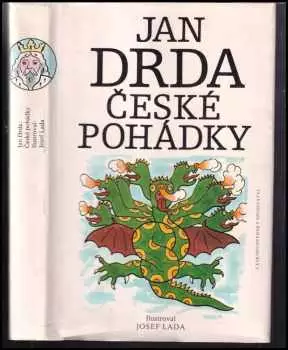 JAN
DRDA
ČESKÉ
POHÁDKY
Ilustroval
JOSEF LADA
Jan Drda
České pohádky
Ilustroval
Josef Lada